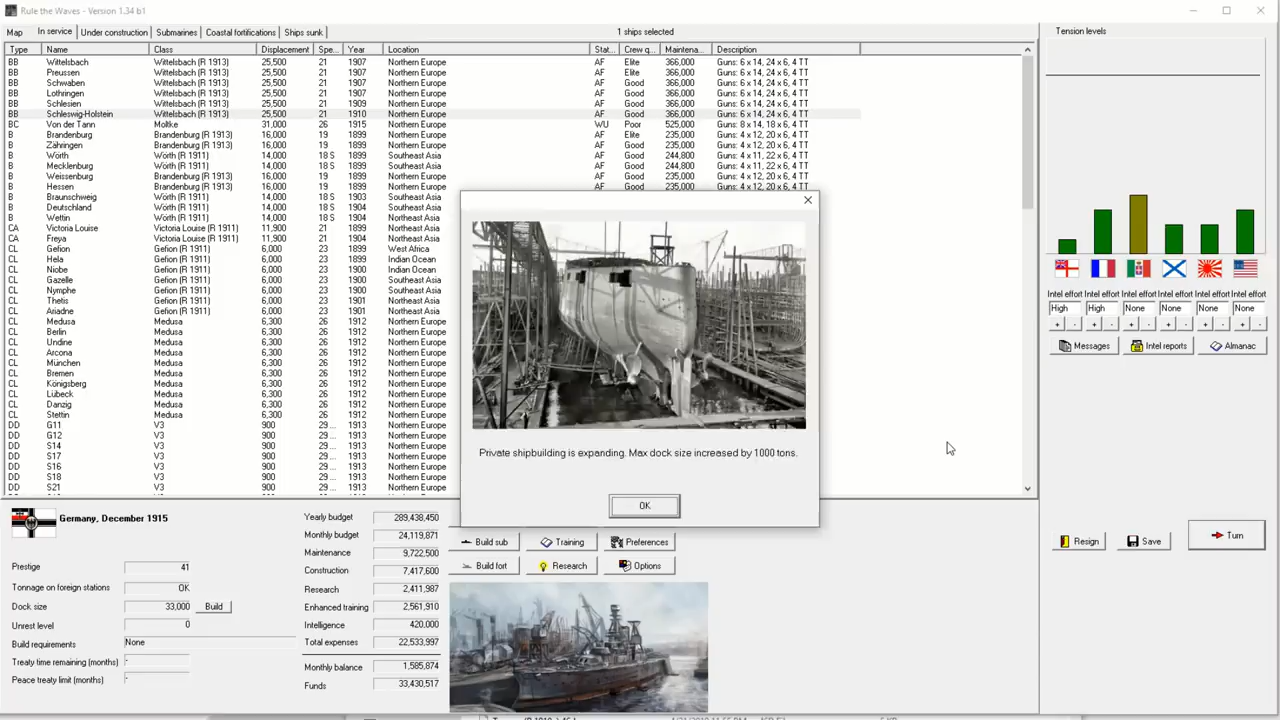 Rule the Waves - Version 1.34 b1
Map In service Under construction Submarines Coastal fortifications Ships sunk 1 ships selected
Type Name Class Displacement Spe... Year Location Stat... Crew q... Maintena... Description
BB Wittelsbach Wittelsbach (R 1913) 25,500 21 1907 Northern Europe AF Elite 366,000 Guns: 6 x 14, 24 x 6, 4 TT
BB Preussen Wittelsbach (R 1913) 25,500 21 1907 Northern Europe AF Elite 366,000 Guns: 6 x 14, 24 x 6, 4 TT
BB Schwaben Wittelsbach (R 1913) 25,500 21 1907 Northern Europe AF Good 366,000 Guns: 6 x 14, 24 x 6, 4 TT
BB Lothringen Wittelsbach (R 1913) 25,500 21 1907 Northern Europe AF Good 366,000 Guns: 6 x 14, 24 x 6, 4 TT
BB Schlesien Wittelsbach (R 1913) 25,500 21 1909 Northern Europe AF Good 366,000 Guns: 6 x 14, 24 x 6, 4 TT
BB Schleswig-Holstein Wittelsbach (R 1913) 25,500 21 1910 Northern Europe AF Good 366,000 Guns: 6 x 14, 24 x 6, 4 TT
BC Von der Tann Moltke 31,000 26 1915 Northern Europe WU Poor 525,000 Guns: 8 x 14, 18 x 6, 4 TT
B Brandenburg Brandenburg (R 1913) 16,000 19 1899 Northern Europe AF Elite 235,000 Guns: 4 x 12, 20 x 6, 4 TT
B Zähringen Brandenburg (R 1913) 16,000 19 1899 Northern Europe AF Good 235,000 Guns: 4 x 12, 20 x 6, 4 TT
B Wörth Wörth (R 1911) 14,000 18 S 1899 Southeast Asia AF Good 244,800 Guns: 4 x 11, 22 x 6, 4 TT
B Mecklenburg Wörth (R 1911) 14,000 18 S 1899 Southeast Asia AF Good 244,800 Guns: 4 x 11, 22 x 6, 4 TT
B Weissenburg Brandenburg (R 1913) 16,000 19 1899 Northern Europe AF Good 235,000 Guns: 4 x 12, 20 x 6, 4 TT
B Hessen Brandenburg (R 1913) 16,000 19 1899 Northern Europe AF Good 235,000 Guns: 4 x 12, 20 x 6, 4 TT
B Braunschweig Wörth (R 1911) 14,000 18 S 1903 Southeast Asia
B Deutschland Wörth (R 1911) 14,000 18 S 1904 Southeast Asia
B Wettin Wörth (R 1911) 14,000 18 S 1904 Northeast Asia
CA Victoria Louise Victoria Louise (R 1911) 11,900 21 1899 Northern Europe
CA Freya Victoria Louise (R 1911) 11,900 21 1904 Northeast Asia
CL Gefion Gefion (R 1911) 6,000 23 1899 West Africa
CL Hela Gefion (R 1911) 6,000 23 1899 Indian Ocean
CL Niobe Gefion (R 1911) 6,000 23 1900 Indian Ocean
CL Gazelle Gefion (R 1911) 6,000 23 1900 Southeast Asia
CL Nymphe Gefion (R 1911) 6,000 23 1900 Southeast Asia
CL Thetis Gefion (R 1911) 6,000 23 1901 Northeast Asia
CL Ariadne Gefion (R 1911) 6,000 23 1901 Northeast Asia
CL Medusa Medusa 6,300 26 1912 Northern Europe
CL Berlin Medusa 6,300 26 1912 Northern Europe
CL Undine Medusa 6,300 26 1912 Northern Europe
CL Arcona Medusa 6,300 26 1912 Northern Europe
CL München Medusa 6,300 26 1912 Northern Europe
CL Bremen Medusa 6,300 26 1912 Northern Europe
CL Königsberg Medusa 6,300 26 1912 Northern Europe
CL Lübeck Medusa 6,300 26 1912 Northern Europe
CL Danzig Medusa 6,300 26 1912 Northern Europe
CL Stettin Medusa 6,300 26 1912 Northern Europe
DD G11 V3 900 29 ... 1913 Northern Europe
DD G12 V3 900 29 ... 1913 Northern Europe
DD S14 V3 900 29 ... 1913 Northern Europe
DD S17 V3 900 29 ... 1913 Northern Europe
DD S16 V3 900 29 ... 1913 Northern Europe
DD S18 V3 900 29 ... 1913 Northern Europe
DD S21 V3 900 29 ... 1913 Northern Europe
Private shipbuilding is expanding. Max dock size increased by 1000 tons.
OK
Tension levels
Intel effort Intel effort Intel effort Intel effort Intel effort Intel effort
High High None None None None
+ - + - + - + - + - + -
Messages Intel reports Almanac
Resign Save Turn
Germany, December 1915
Prestige 41
Tonnage on foreign stations OK
Dock size 33,000 Build
Unrest level 0
Build requirements None
Treaty time remaining (months) -
Peace treaty limit (months) -
Yearly budget 289,438,450
Monthly budget 24,119,871
Maintenance 9,722,500
Construction 7,417,600
Research 2,411,987
Enhanced training 2,561,910
Intelligence 420,000
Total expenses 22,533,997
Monthly balance 1,585,874
Funds 33,430,517
Build sub Training Preferences
Build fort Research Options